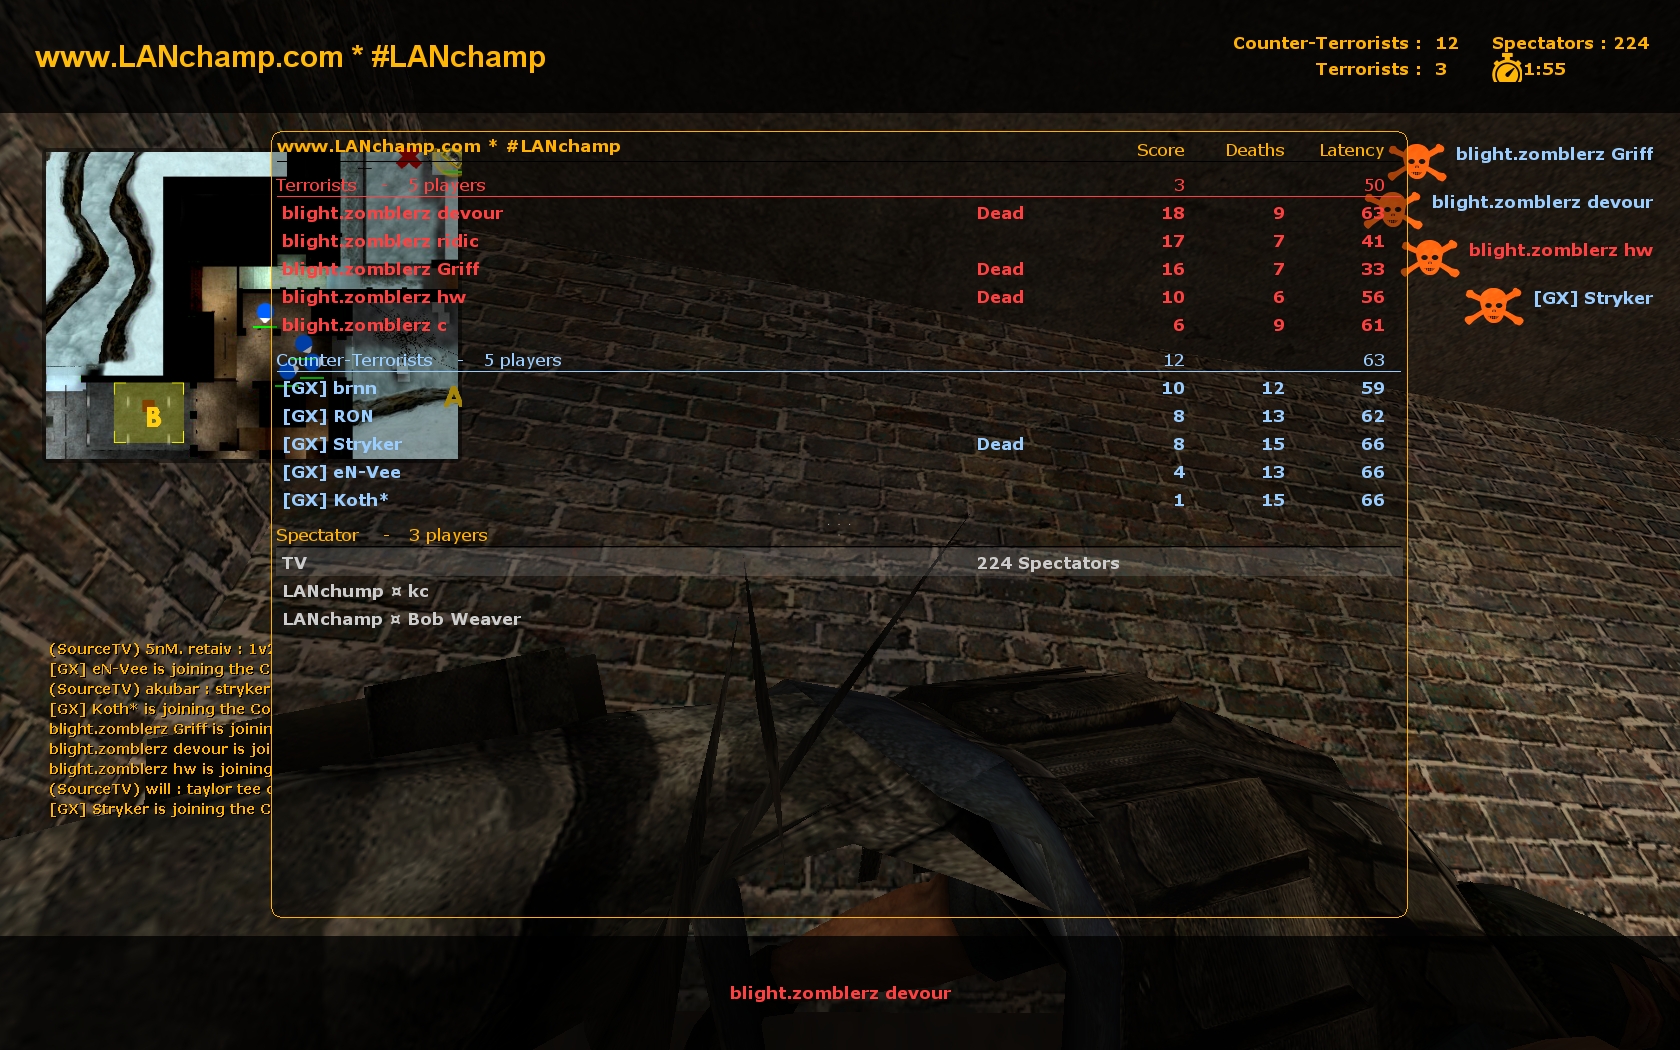 www.LANchamp.com * #LANchamp
Counter-Terrorists : 12 Spectators : 224
Terrorists : 3 1:55
www.LANchamp.com * #LANchamp
Score Deaths Latency
Terrorists - 5 players 3 50
blight.zomblerz devour Dead 18 9 63
blight.zomblerz ridic 17 7 41
blight.zomblerz Griff Dead 16 7 33
blight.zomblerz hw Dead 10 6 56
blight.zomblerz c 6 9 61
Counter-Terrorists - 5 players 12 63
[GX] brnn 10 12 59
[GX] RON 8 13 62
[GX] Stryker Dead 8 15 66
[GX] eN-Vee 4 13 66
[GX] Koth* 1 15 66
Spectator - 3 players
TV 224 Spectators
LANchump ¤ kc
LANchamp ¤ Bob Weaver
blight.zomblerz Griff
blight.zomblerz devour
blight.zomblerz hw
[GX] Stryker
A
B
(SourceTV) 5nM. retaiv :
[GX] eN-Vee is joining the C
(SourceTV) akubar : stryker
[GX] Koth* is joining the Co
blight.zomblerz Griff is joinin
blight.zomblerz devour is joi
blight.zomblerz hw is joining
(SourceTV) will : taylor tee
[GX] Stryker is joining the C
blight.zomblerz devour